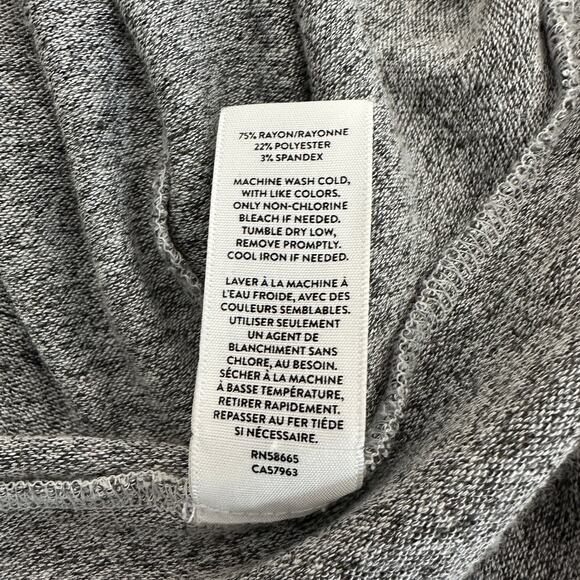 75% RAYON/RAYONNE
22% POLYESTER
3% SPANDEX
MACHINE WASH COLD,
WITH LIKE COLORS.
ONLY NON-CHLORINE
BLEACH IF NEEDED.
TUMBLE DRY LOW,
REMOVE PROMPTLY.
COOL IRON IF NEEDED.
LAVER À LA MACHINE À
L'EAU FROIDE, AVEC DES
COULEURS SEMBLABLES.
UTILISER SEULEMENT
UN AGENT DE
BLANCHIMENT SANS
CHLORE, AU BESOIN.
SÉCHER À LA MACHINE
À BASSE TEMPÉRATURE,
RETIRER RAPIDEMENT.
REPASSER AU FER TIÈDE
SI NÉCESSAIRE.
RN58665
CA57963